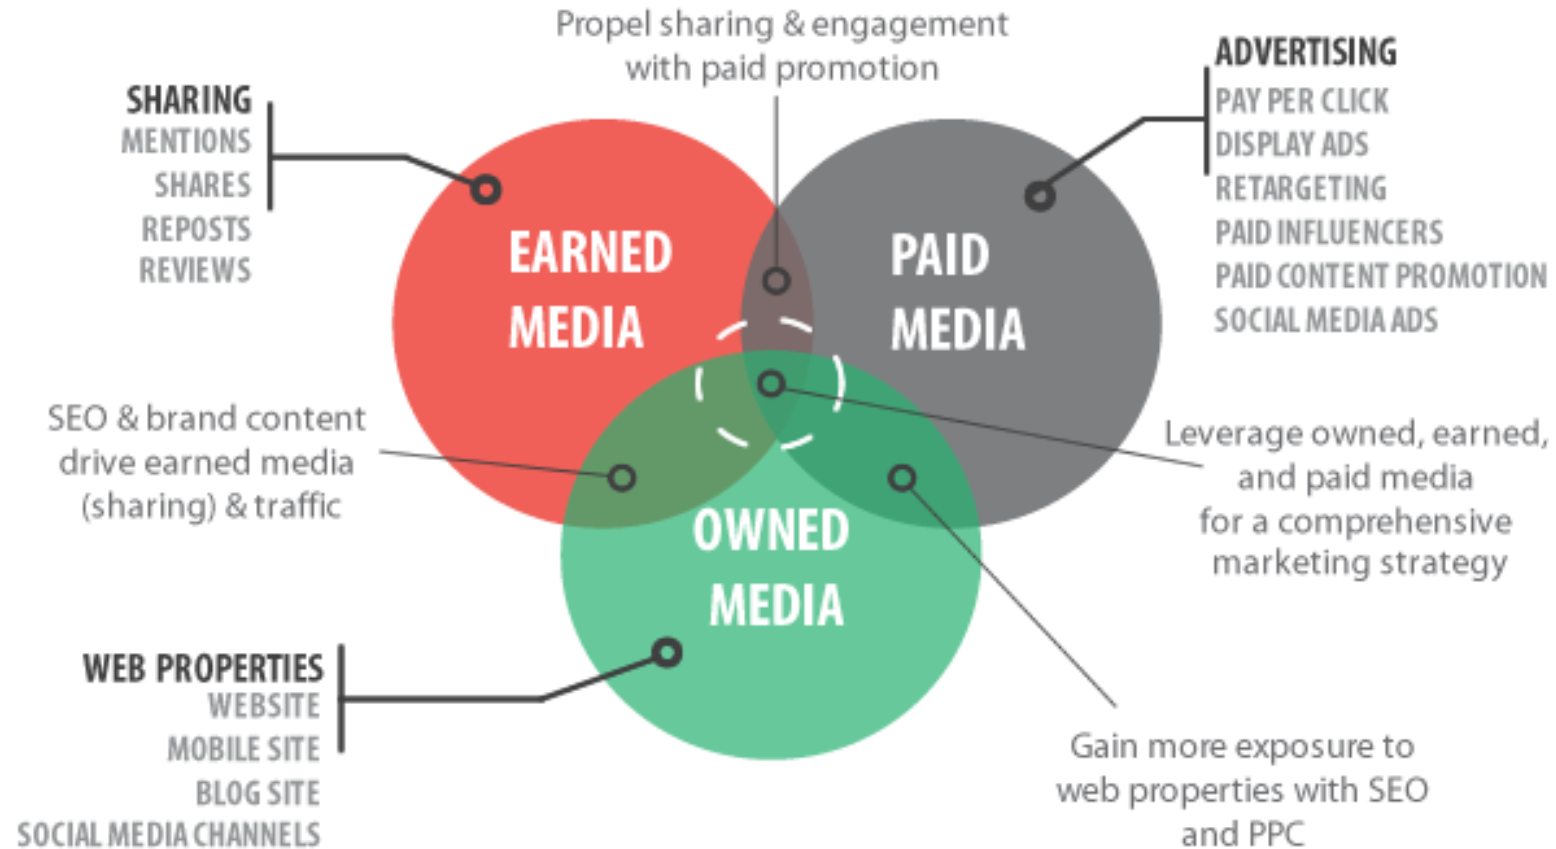 Propel sharing & engagement
with paid promotion
SHARING
MENTIONS
SHARES
REPOSTS
REVIEWS
ADVERTISING
PAY PER CLICK
DISPLAY ADS
RETARGETING
PAID INFLUENCERS
PAID CONTENT PROMOTION
SOCIAL MEDIA ADS
EARNED
MEDIA
PAID
MEDIA
SEO & brand content
drive earned media
(sharing) & traffic
Leverage owned, earned,
and paid media
for a comprehensive
marketing strategy
OWNED
MEDIA
WEB PROPERTIES
WEBSITE
MOBILE SITE
BLOG SITE
SOCIAL MEDIA CHANNELS
Gain more exposure to
web properties with SEO
and PPC